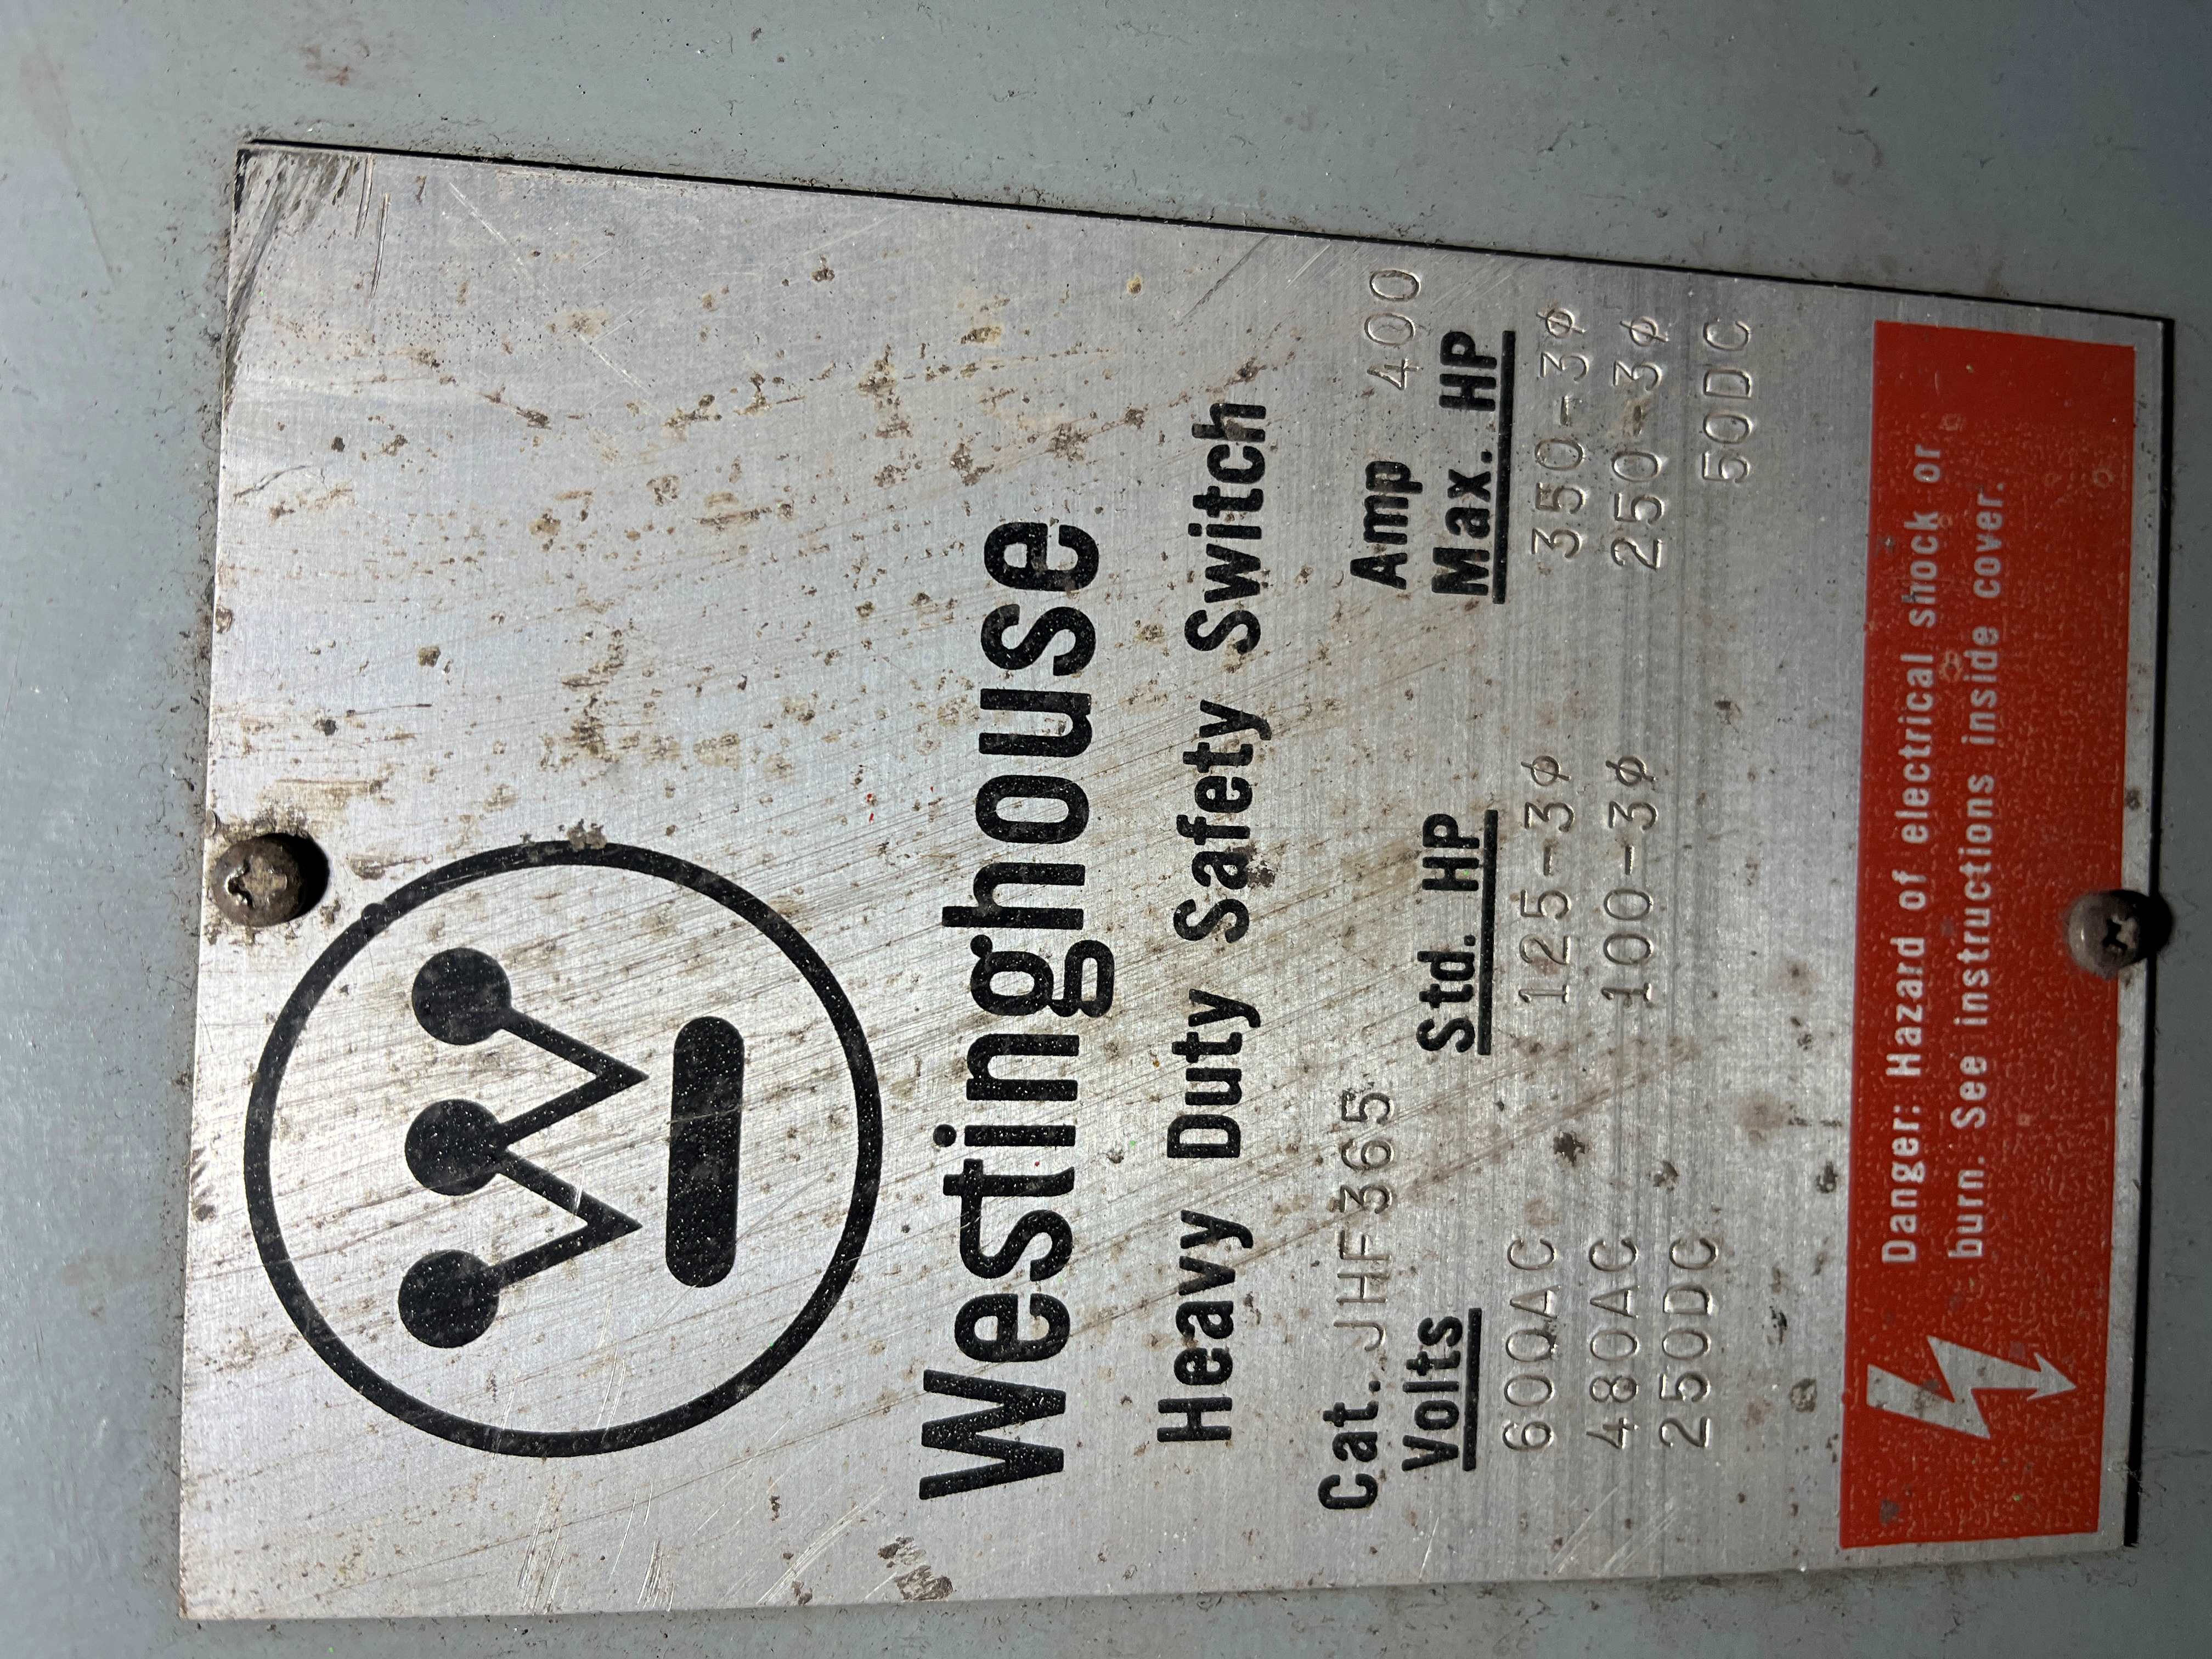 Westinghouse
Heavy Duty Safety Switch
Cat. JHF365 Amp 400
Volts Std. HP Max. HP
600AC 125-3φ 350-3φ
480AC 100-3φ 250-3φ
250DC 50DC
Danger: Hazard of electrical shock or
burn. See instructions inside cover.